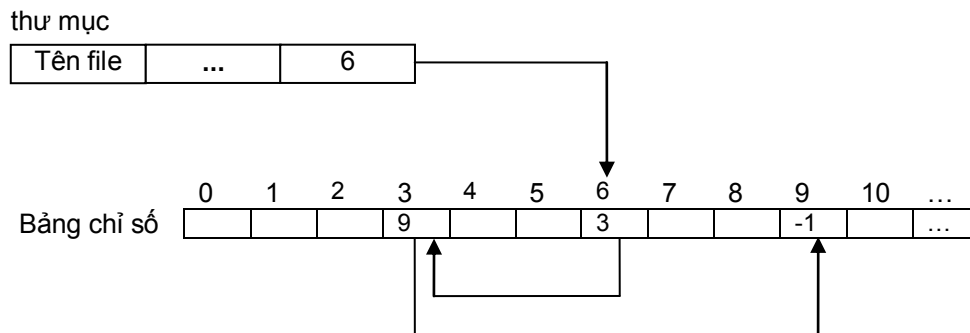 thư mục
Tên file ... 6
0 1 2 3 4 5 6 7 8 9 10 …
Bảng chỉ số 9 3 -1 …